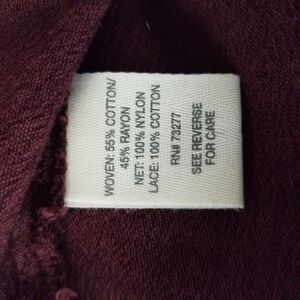 WOVEN: 55% COTTON/
45% RAYON
NET: 100% NYLON
LACE: 100% COTTON
RN# 73277
SEE REVERSE
FOR CARE